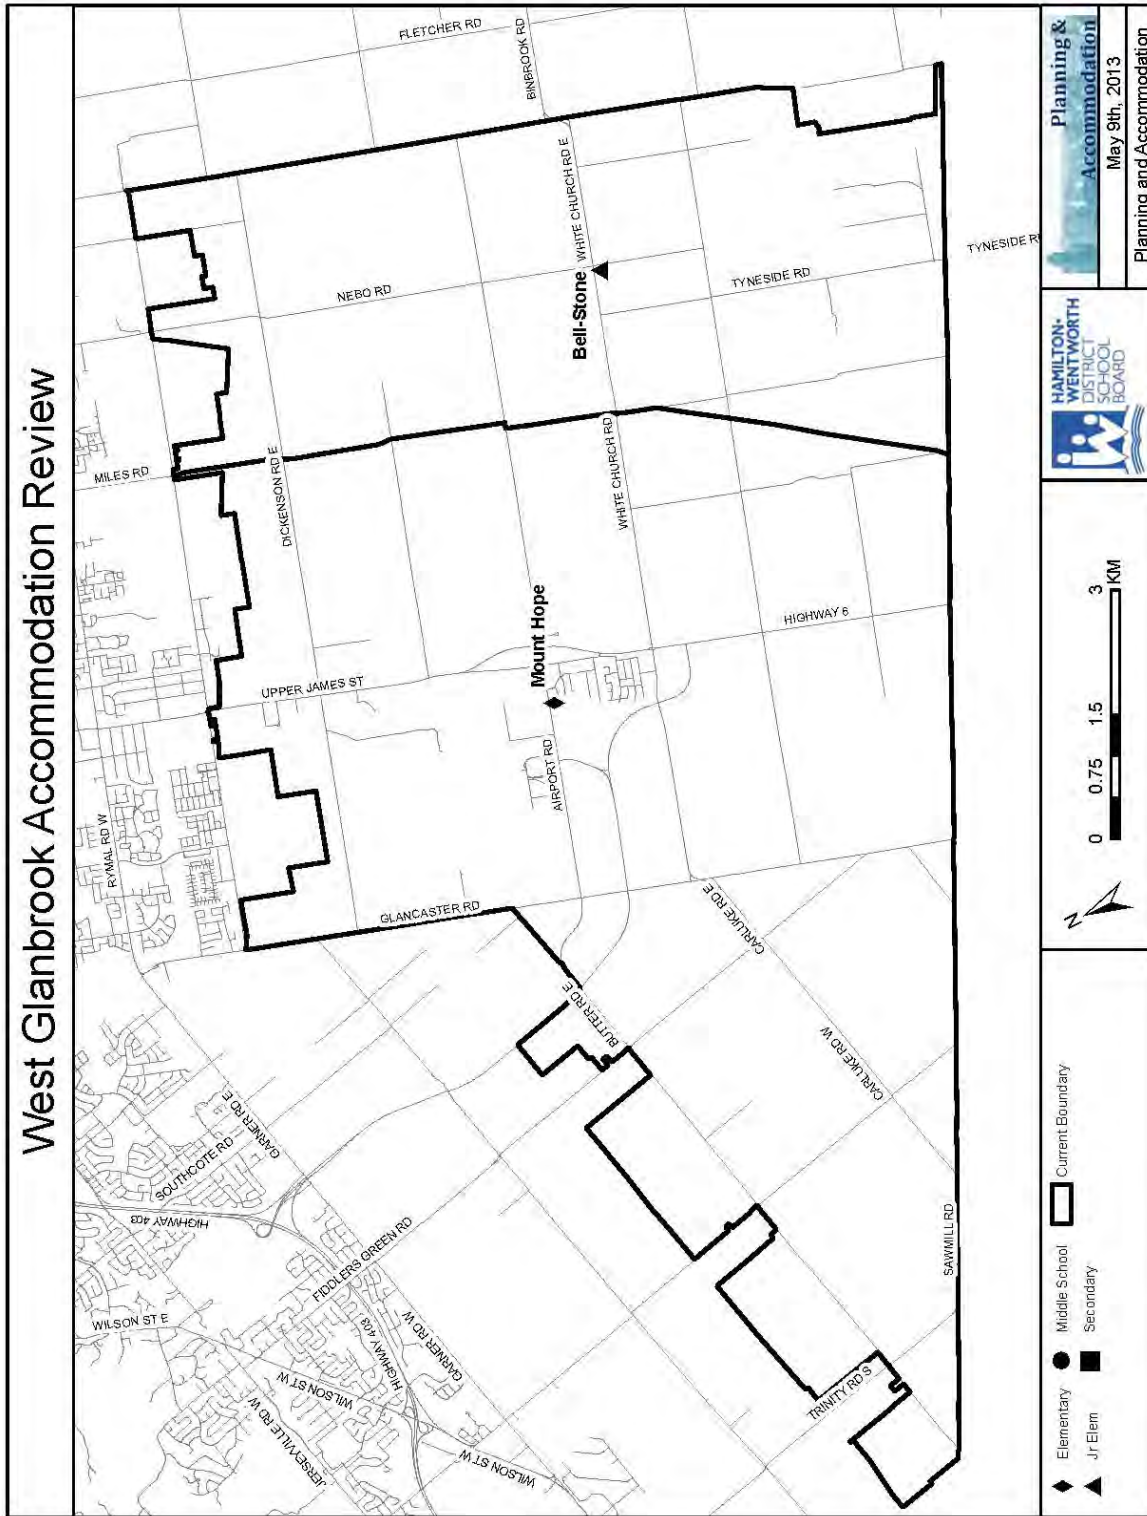 West Glanbrook Accommodation Review
FLETCHER RD
BINBROOK RD
WHITE CHURCH RD E
NEBO RD
TYNESIDE RD
TYNESIDE R
Bell-Stone
MILES RD
DICKENSON RD E
WHITE CHURCH RD
Mount Hope
HIGHWAY 6
UPPER JAMES ST
AIRPORT RD
RYMAL RD W
GLANCASTER RD
CARLUKE RD E
BUTTER RD E
CARLUKE RD W
GARNER RD E
SOUTHCOTE RD
HIGHWAY 403
FIDDLERS GREEN RD
WILSON ST E
HIGHWAY 403
GARNER RD W
WILSON ST W
JERSEYVILLE RD W
WILSON ST W
TRINITY RD S
SAWMILL RD
Elementary
Middle School
Current Boundary
Jr Elem
Secondary
N
0 0.75 1.5 3 KM
HAMILTON-
WENTWORTH
DISTRICT
SCHOOL
BOARD
Planning &
Accommodation
May 9th, 2013
Planning and Accommodation